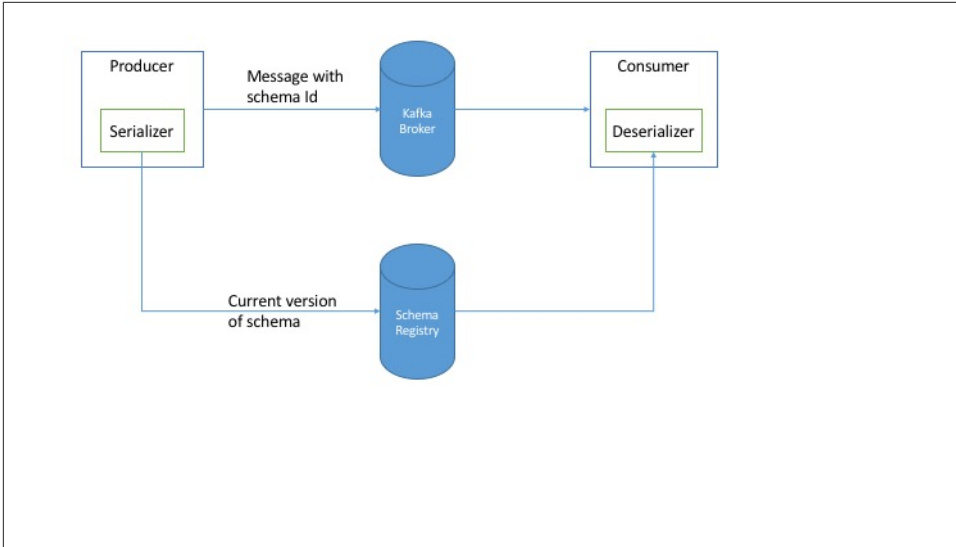 Producer
Serializer
Message with
schema Id
Kafka
Broker
Consumer
Deserializer
Current version
of schema
Schema
Registry